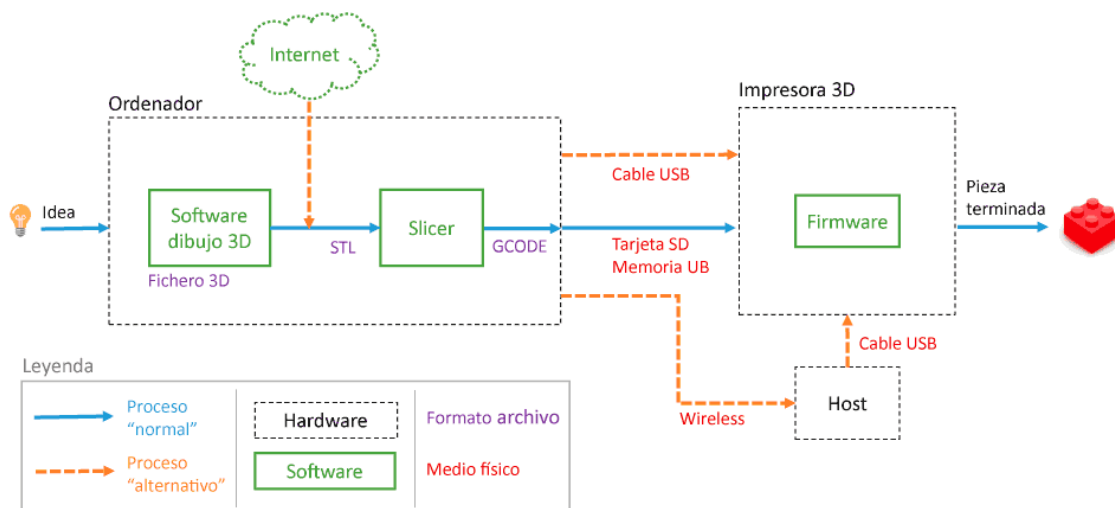 Internet
Ordenador
Impresora 3D
Cable USB
Idea
Software
dibujo 3D
STL
Slicer
GCODE
Fichero 3D
Tarjeta SD
Memoria UB
Firmware
Pieza
terminada
Cable USB
Wireless
Host
Leyenda
Proceso
“normal”
Hardware
Formato archivo
Proceso
“alternativo”
Software
Medio físico